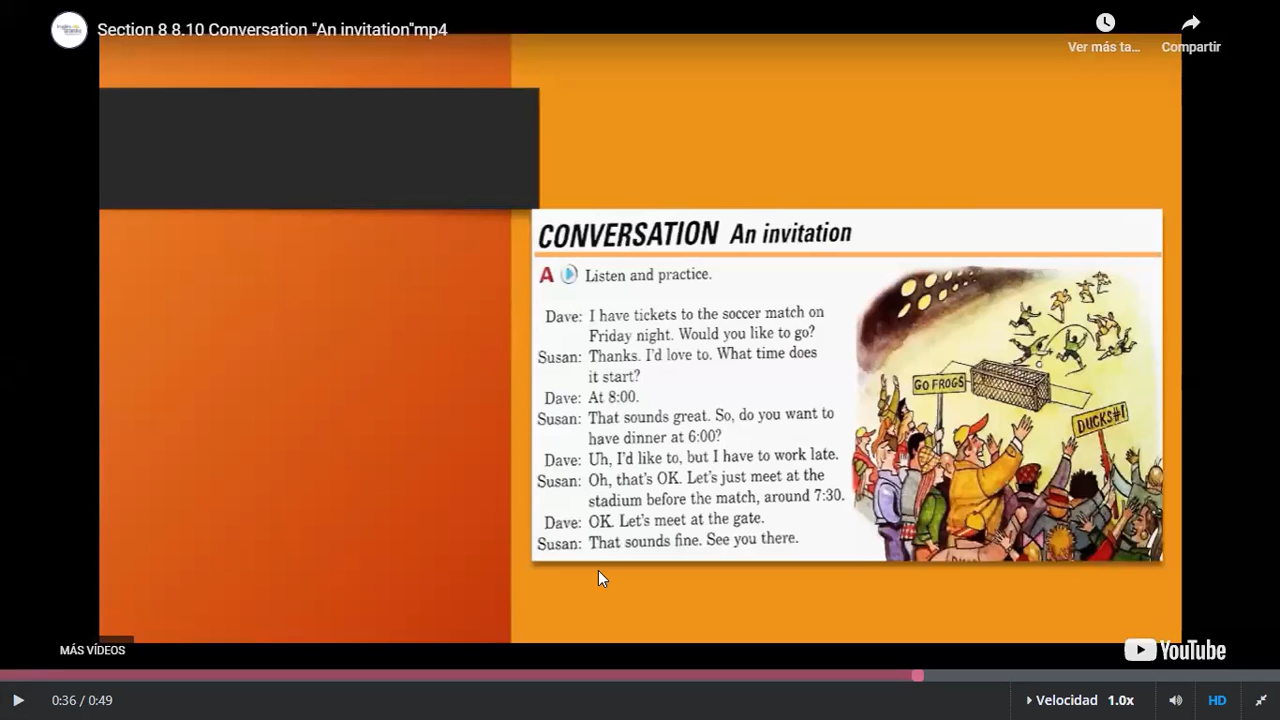 Section 8 8.10 Conversation "An invitation"mp4
Ver más ta...
Compartir
CONVERSATION An invitation
A Listen and practice.
Dave: I have tickets to the soccer match on
Friday night. Would you like to go?
Susan: Thanks. I'd love to. What time does
it start?
Dave: At 8:00.
Susan: That sounds great. So, do you want to
have dinner at 6:00?
Dave: Uh, I'd like to, but I have to work late.
Susan: Oh, that's OK. Let's just meet at the
stadium before the match, around 7:30.
Dave: OK. Let's meet at the gate.
Susan: That sounds fine. See you there.
GO FROGS
DUCKS#1
MÁS VÍDEOS
YouTube
0:36 / 0:49
Velocidad 1.0x
HD